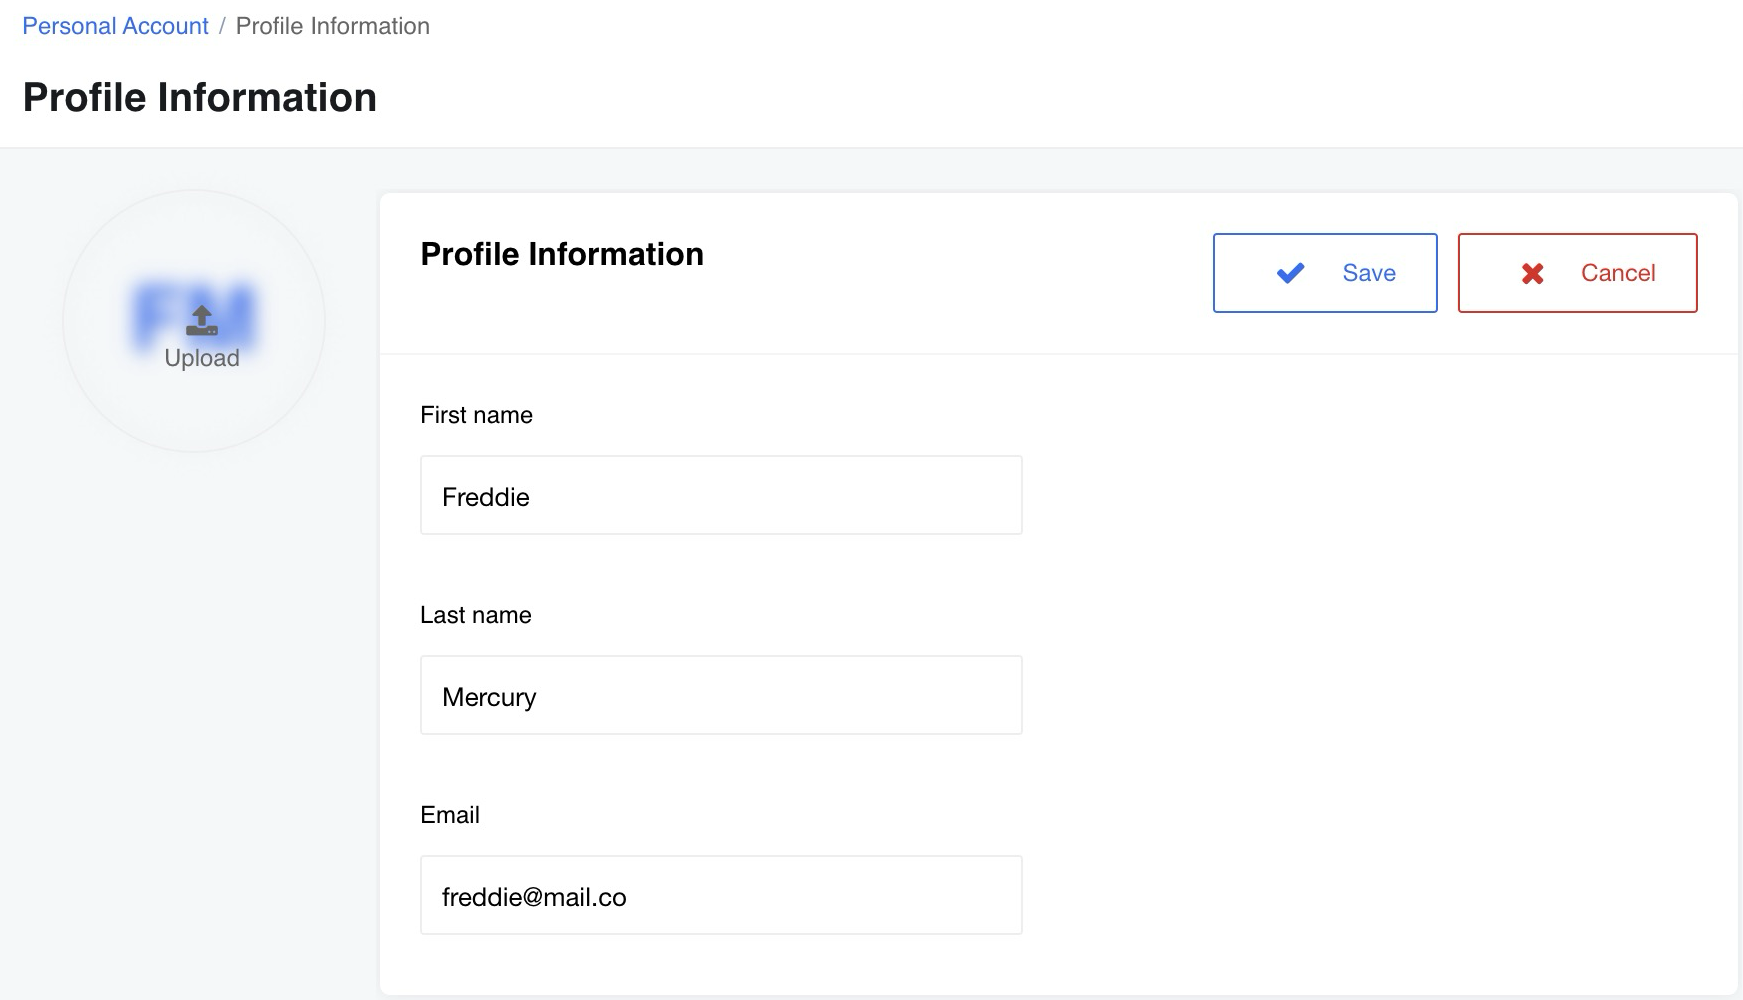 Personal Account / Profile Information
Profile Information
FM
Upload
Profile Information
Save
Cancel
First name
Freddie
Last name
Mercury
Email
freddie@mail.co